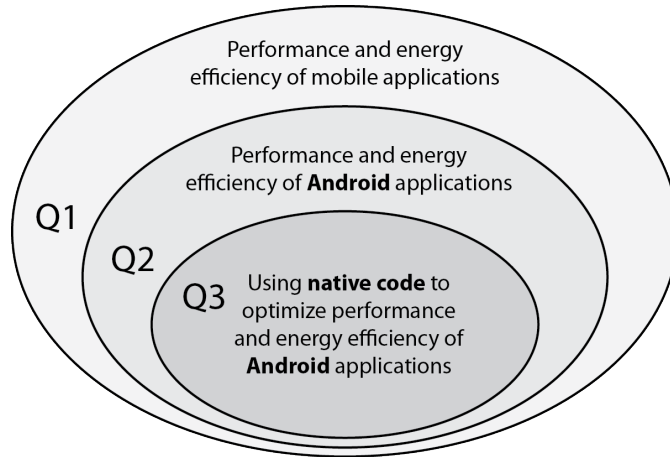 Performance and energy
efficiency of mobile applications
Performance and energy
efficiency of Android applications
Q1
Q2
Q3
Using native code to
optimize performance
and energy efficiency of
Android applications